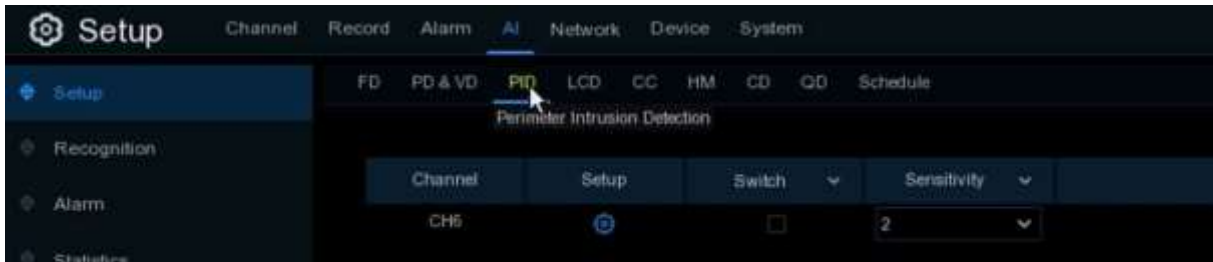 Setup Channel Record Alarm AI Network Device System
Setup FD PD & VD PID LCD CC HM CD QD Schedule
Perimeter Intrusion Detection
Recognition
Channel Setup Switch Sensitivity
Alarm
CH6 2
Statistics